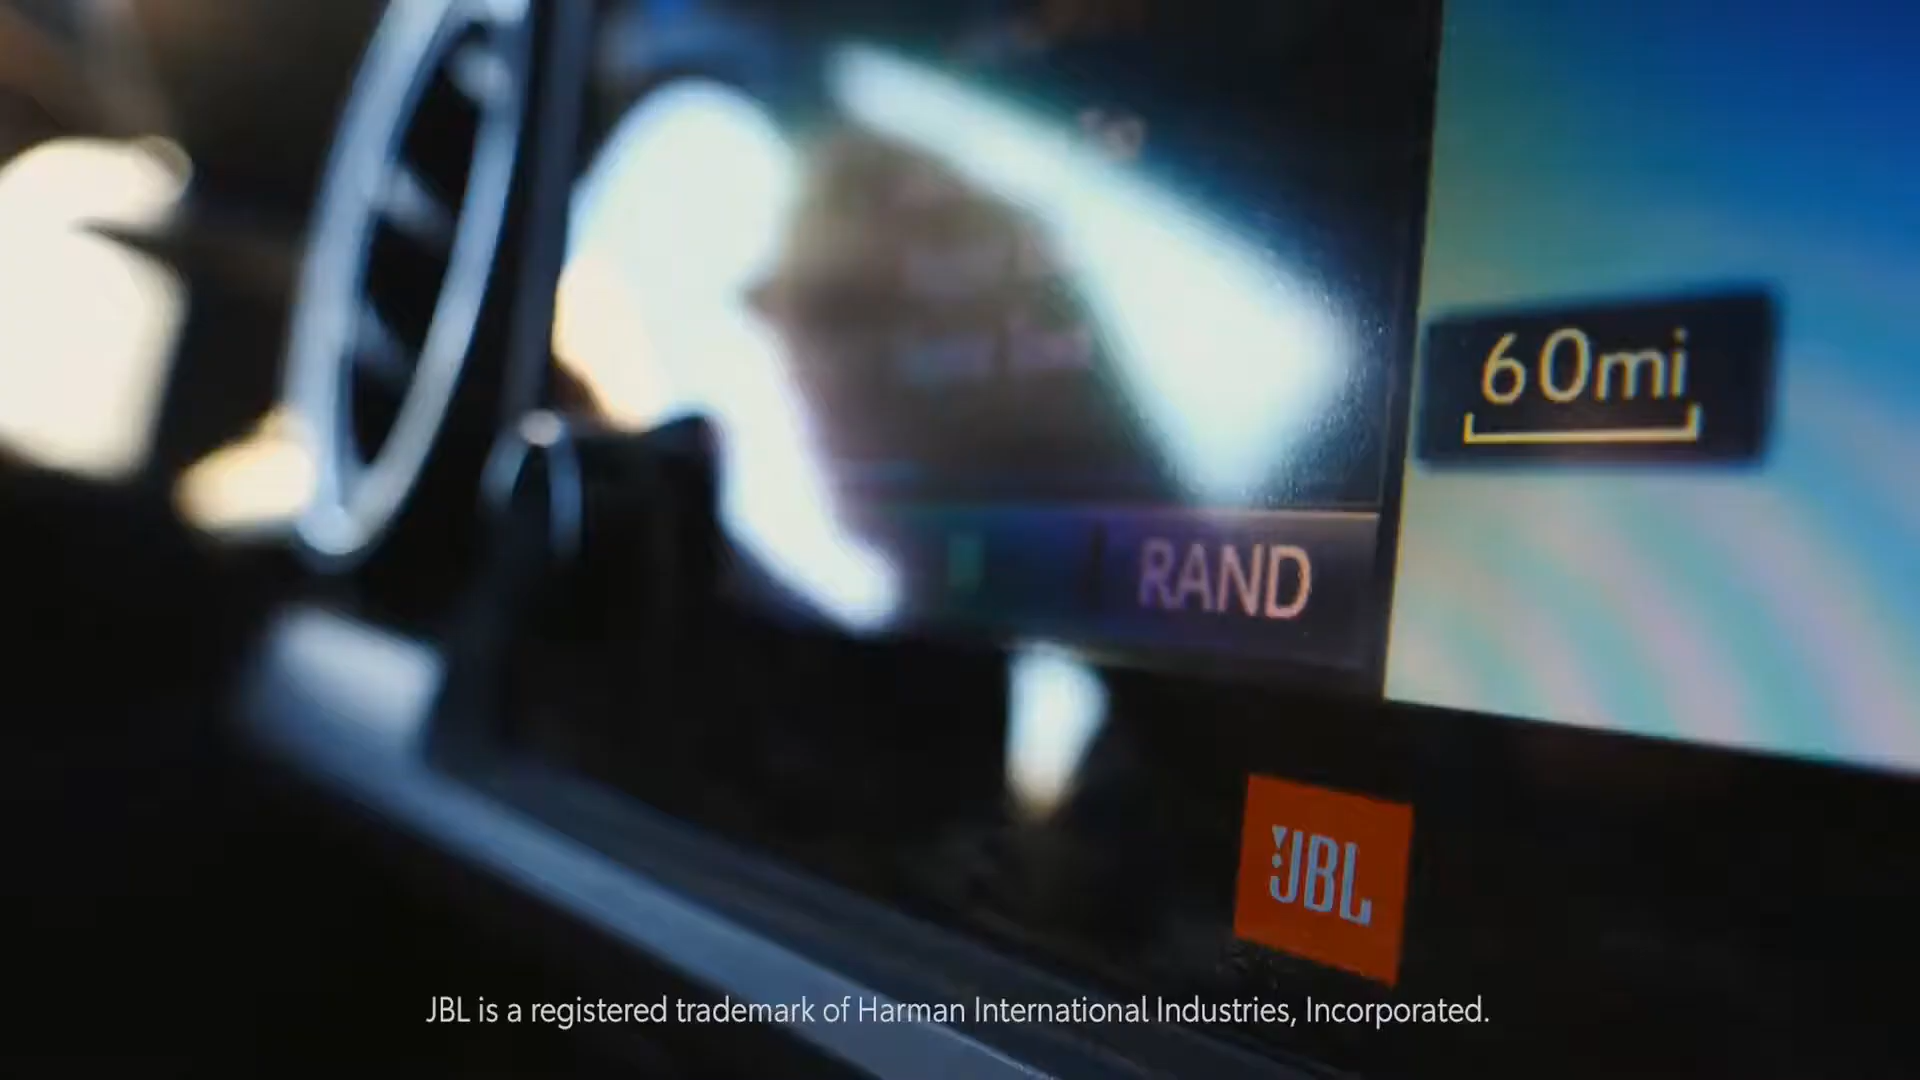 60mi
RAND
JBL
JBL is a registered trademark of Harman International Industries, Incorporated.